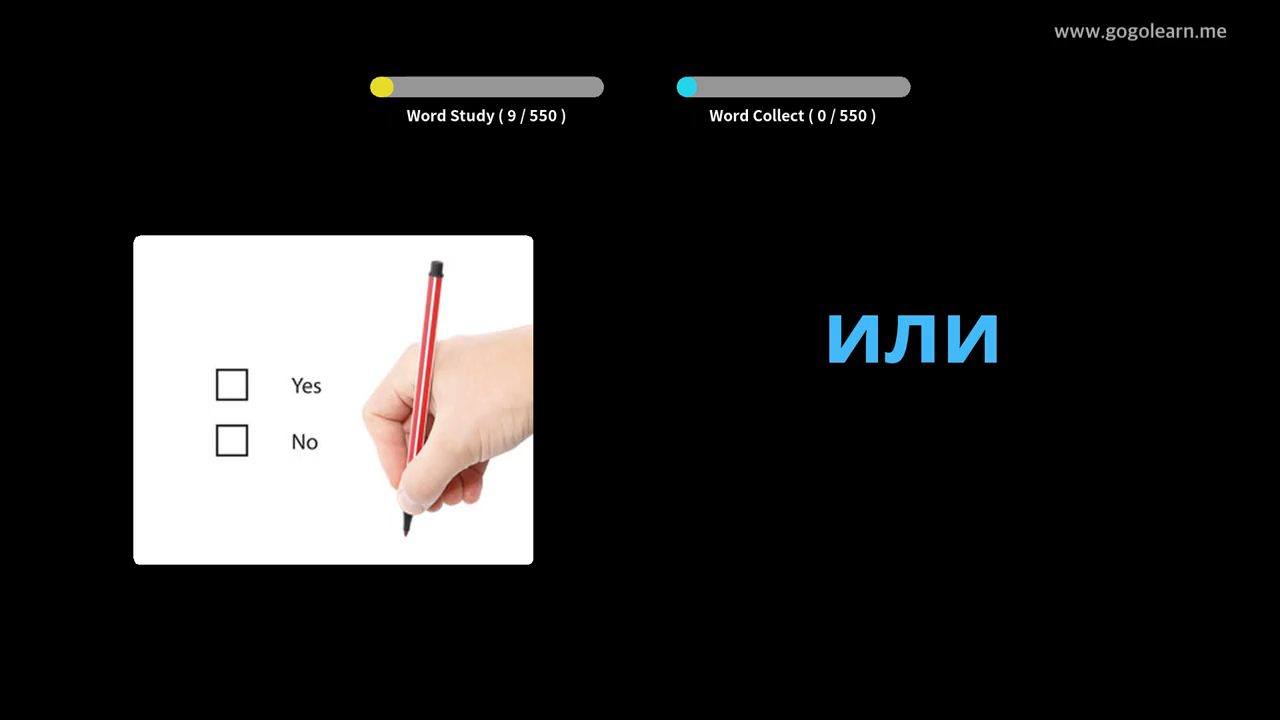 www.gogolearn.me
Word Study ( 9 / 550 )
Word Collect ( 0 / 550 )
Yes
No
или